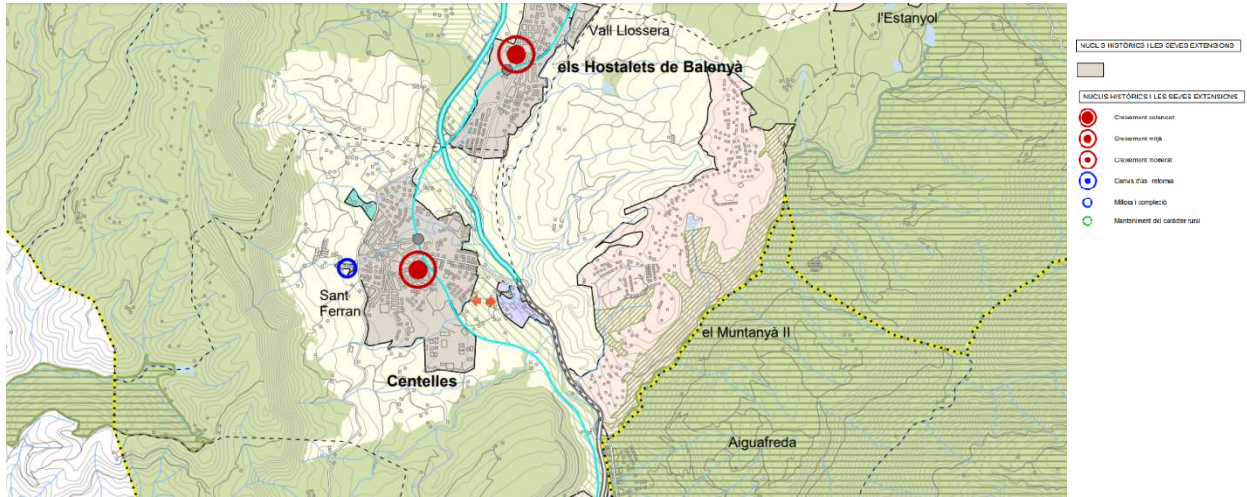 l'Estanyol
Vall Llossera
els Hostalets de Balenyà
Sant
Ferran
el Muntanyà II
Centelles
Aiguafreda
NUCLIS HISTÒRICS I LES SEVES EXTENSIONS
NUCLIS HISTÒRICS I LES SEVES EXTENSIONS
Creixement potenciat
Creixement mitjà
Creixement moderat
Canvis d'ús i reforma
Millora i compleció
Manteniment del caràcter rural